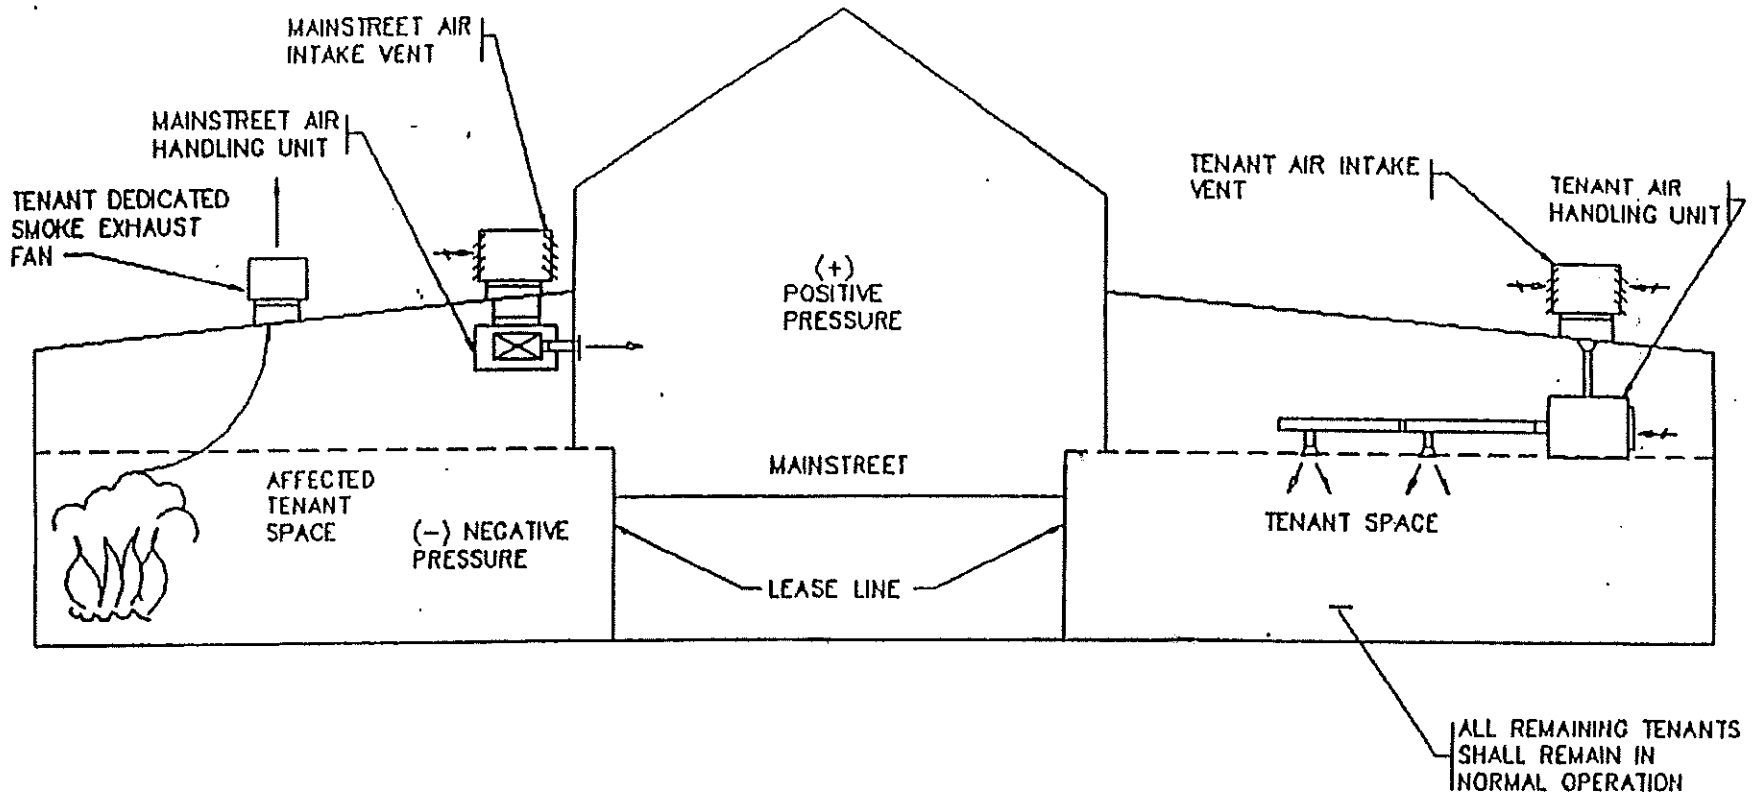 MAINSTREET AIR
INTAKE VENT
MAINSTREET AIR
HANDLING UNIT
TENANT DEDICATED
SMOKE EXHAUST
FAN
TENANT AIR INTAKE
VENT
TENANT AIR
HANDLING UNIT
(+)
POSITIVE
PRESSURE
MAINSTREET
AFFECTED
TENANT
SPACE
(-) NEGATIVE
PRESSURE
TENANT SPACE
LEASE LINE
ALL REMAINING TENANTS
SHALL REMAIN IN
NORMAL OPERATION